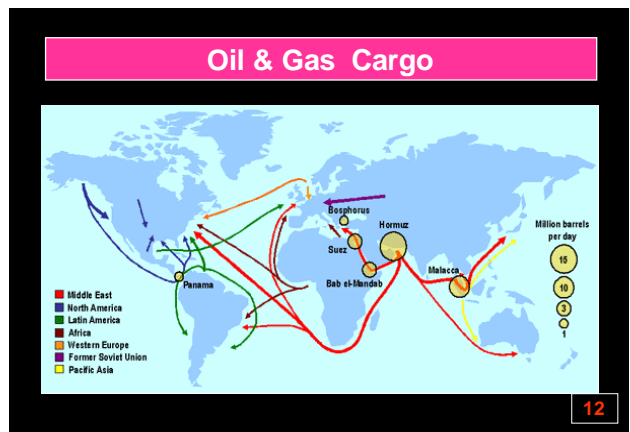 Oil & Gas  Cargo
Bosphorus
Hormuz
Million barrels
per day
Suez
15
Malacca
Bab el-Mandab
Panama
10
3
1
Middle East
North America
Latin America
Africa
Western Europe
Former Soviet Union
Pacific Asia
12